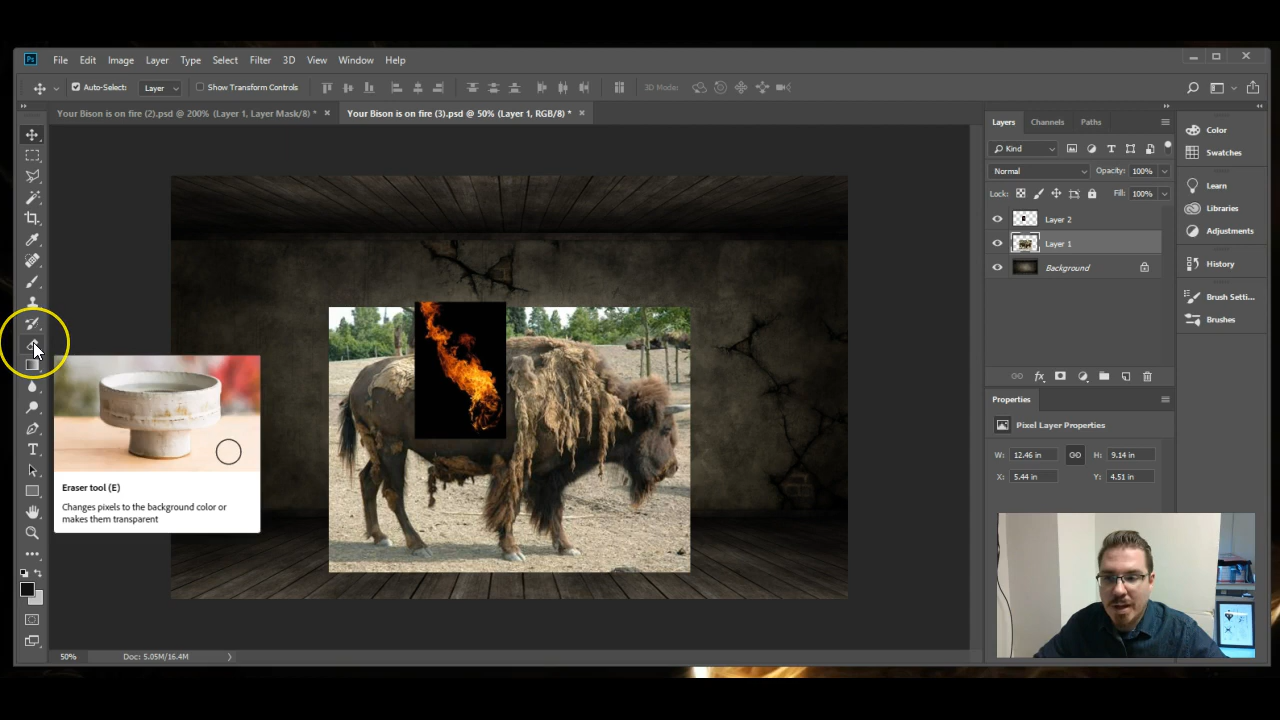 Ps File Edit Image Layer Type Select Filter 3D View Window Help
Auto-Select: Layer Show Transform Controls 3D Mode:
Your Bison is on fire (2).psd @ 200% (Layer 1, Layer Mask/8) * × Your Bison is on fire (3).psd @ 50% (Layer 1, RGB/8) * ×
Layers Channels Paths
Kind
Normal Opacity: 100%
Lock: Fill: 100%
Layer 2
Layer 1
Background
fx
Properties
Pixel Layer Properties
W: 12.46 in H: 9.14 in
X: 5.44 in Y: 4.51 in
Color
Swatches
Learn
Libraries
Adjustments
History
Brush Setti...
Brushes
Eraser tool (E)
Changes pixels to the background color or
makes them transparent
50% Doc: 5.05M/16.4M